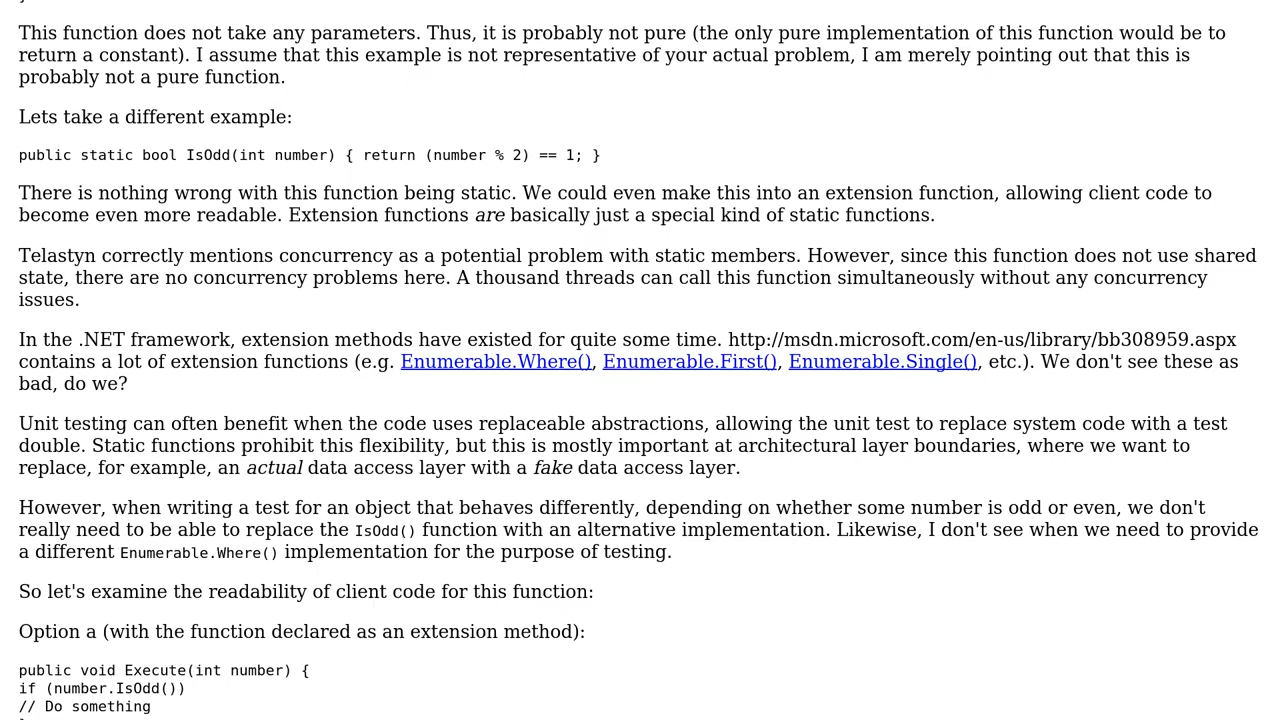 This function does not take any parameters. Thus, it is probably not pure (the only pure implementation of this function would be to
return a constant). I assume that this example is not representative of your actual problem, I am merely pointing out that this is
probably not a pure function.
Lets take a different example:
public static bool IsOdd(int number) { return (number % 2) == 1; }
There is nothing wrong with this function being static. We could even make this into an extension function, allowing client code to
become even more readable. Extension functions are basically just a special kind of static functions.
Telastyn correctly mentions concurrency as a potential problem with static members. However, since this function does not use shared
state, there are no concurrency problems here. A thousand threads can call this function simultaneously without any concurrency
issues.
In the .NET framework, extension methods have existed for quite some time. http://msdn.microsoft.com/en-us/library/bb308959.aspx
contains a lot of extension functions (e.g. Enumerable.Where(), Enumerable.First(), Enumerable.Single(), etc.). We don't see these as
bad, do we?
Unit testing can often benefit when the code uses replaceable abstractions, allowing the unit test to replace system code with a test
double. Static functions prohibit this flexibility, but this is mostly important at architectural layer boundaries, where we want to
replace, for example, an actual data access layer with a fake data access layer.
However, when writing a test for an object that behaves differently, depending on whether some number is odd or even, we don't
really need to be able to replace the IsOdd() function with an alternative implementation. Likewise, I don't see when we need to provide
a different Enumerable.Where() implementation for the purpose of testing.
So let's examine the readability of client code for this function:
Option a (with the function declared as an extension method):
public void Execute(int number) {
if (number.IsOdd())
// Do something